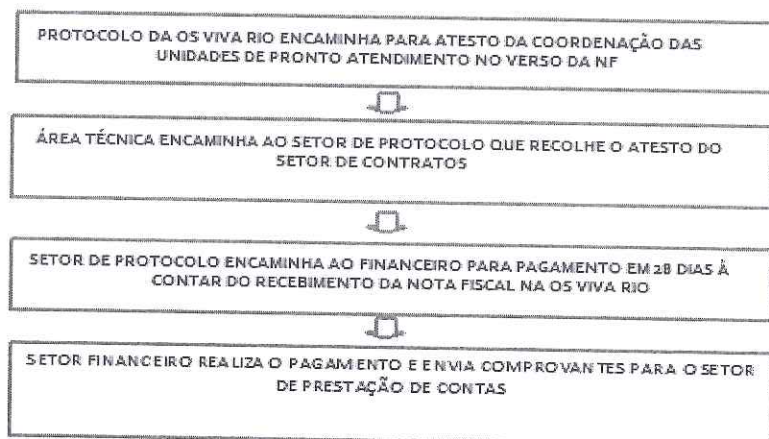 PROTOCOLO DA OS VIVA RIO ENCAMINHA PARA ATESTO DA COORDENAÇÃO DAS
UNIDADES DE PRONTO ATENDIMENTO NO VERSO DA NF
ÁREA TÉCNICA ENCAMINHA AO SETOR DE PROTOCOLO QUE RECOLHE O ATESTO DO
SETOR DE CONTRATOS
SETOR DE PROTOCOLO ENCAMINHA AO FINANCEIRO PARA PAGAMENTO EM 28 DIAS À
CONTAR DO RECEBIMENTO DA NOTA FISCAL NA OS VIVA RIO
SETOR FINANCEIRO REALIZA O PAGAMENTO E ENVIA COMPROVANTES PARA O SETOR
DE PRESTAÇÃO DE CONTAS